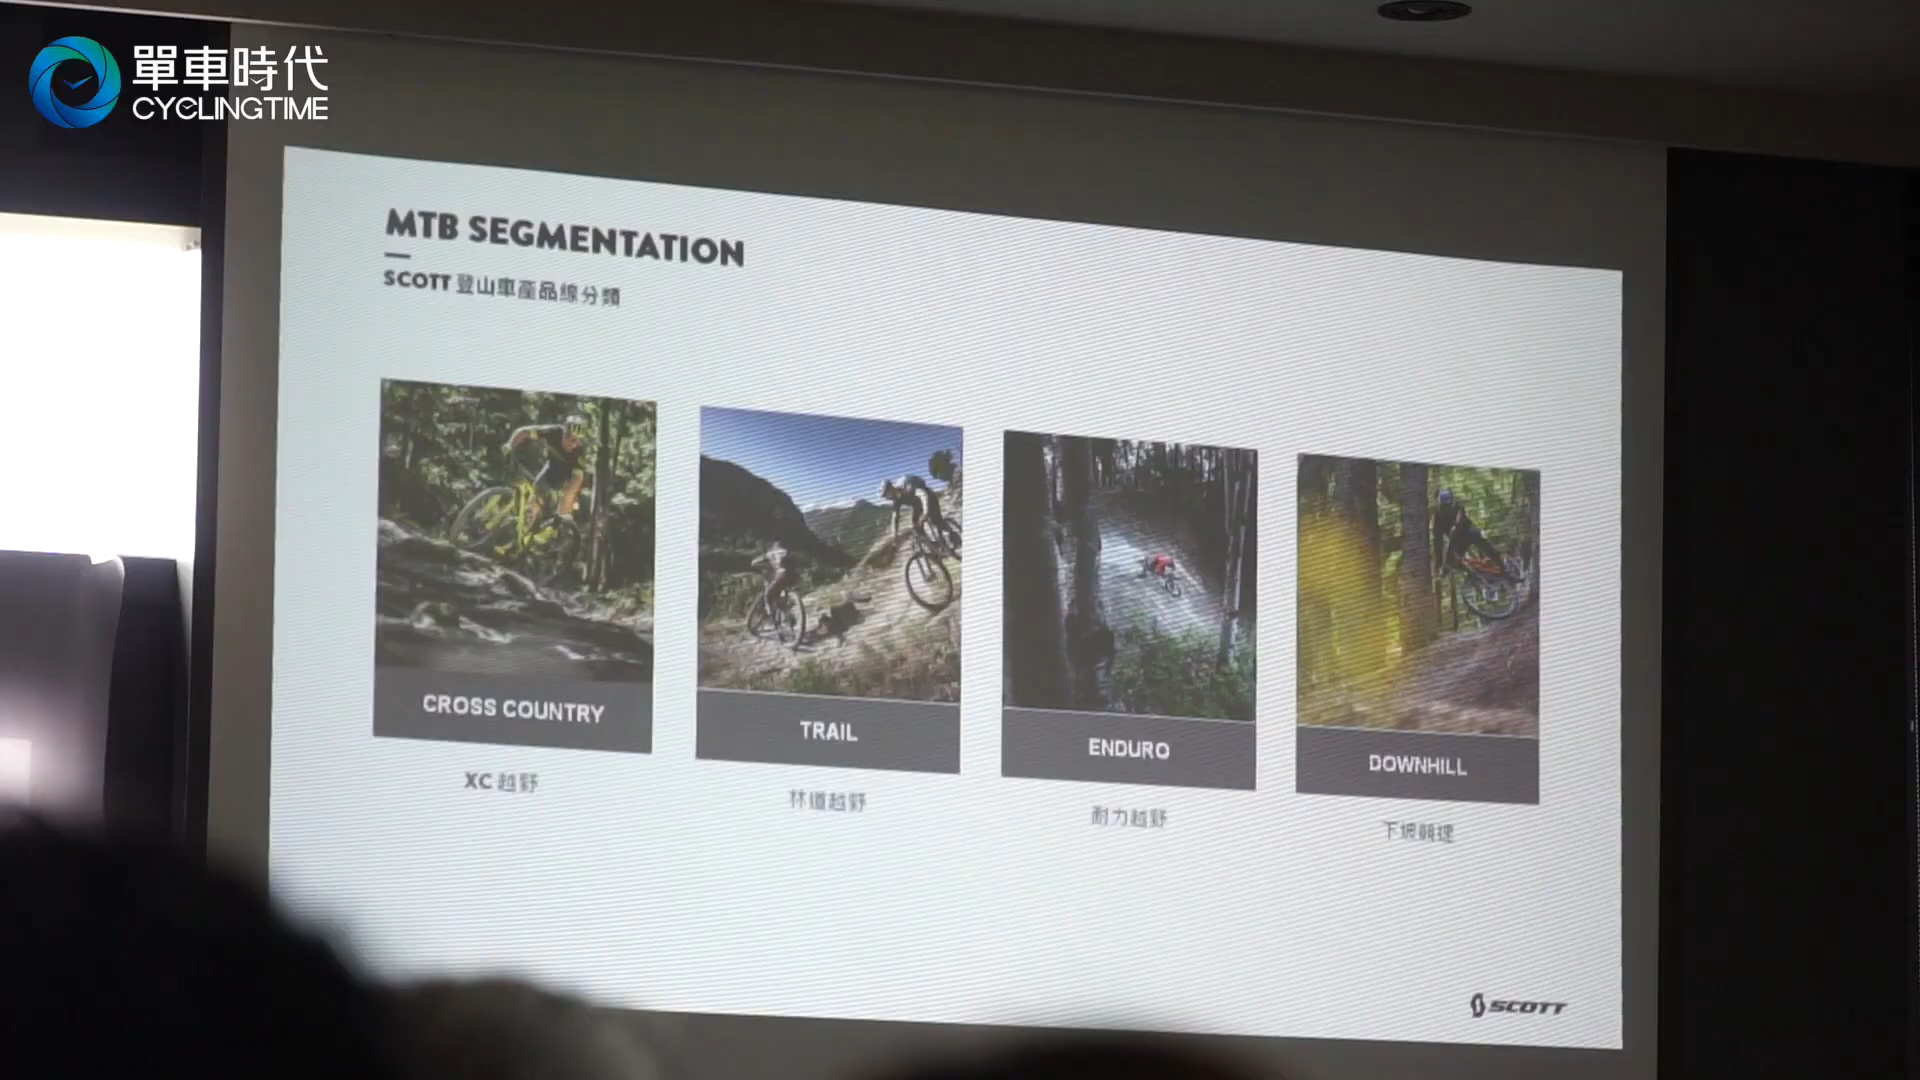 單車時代
CYCLINGTIME
MTB SEGMENTATION
SCOTT 登山車產品線分類
CROSS COUNTRY
TRAIL
ENDURO
DOWNHILL
XC 越野
林道越野
耐力越野
下坡競速
SCOTT